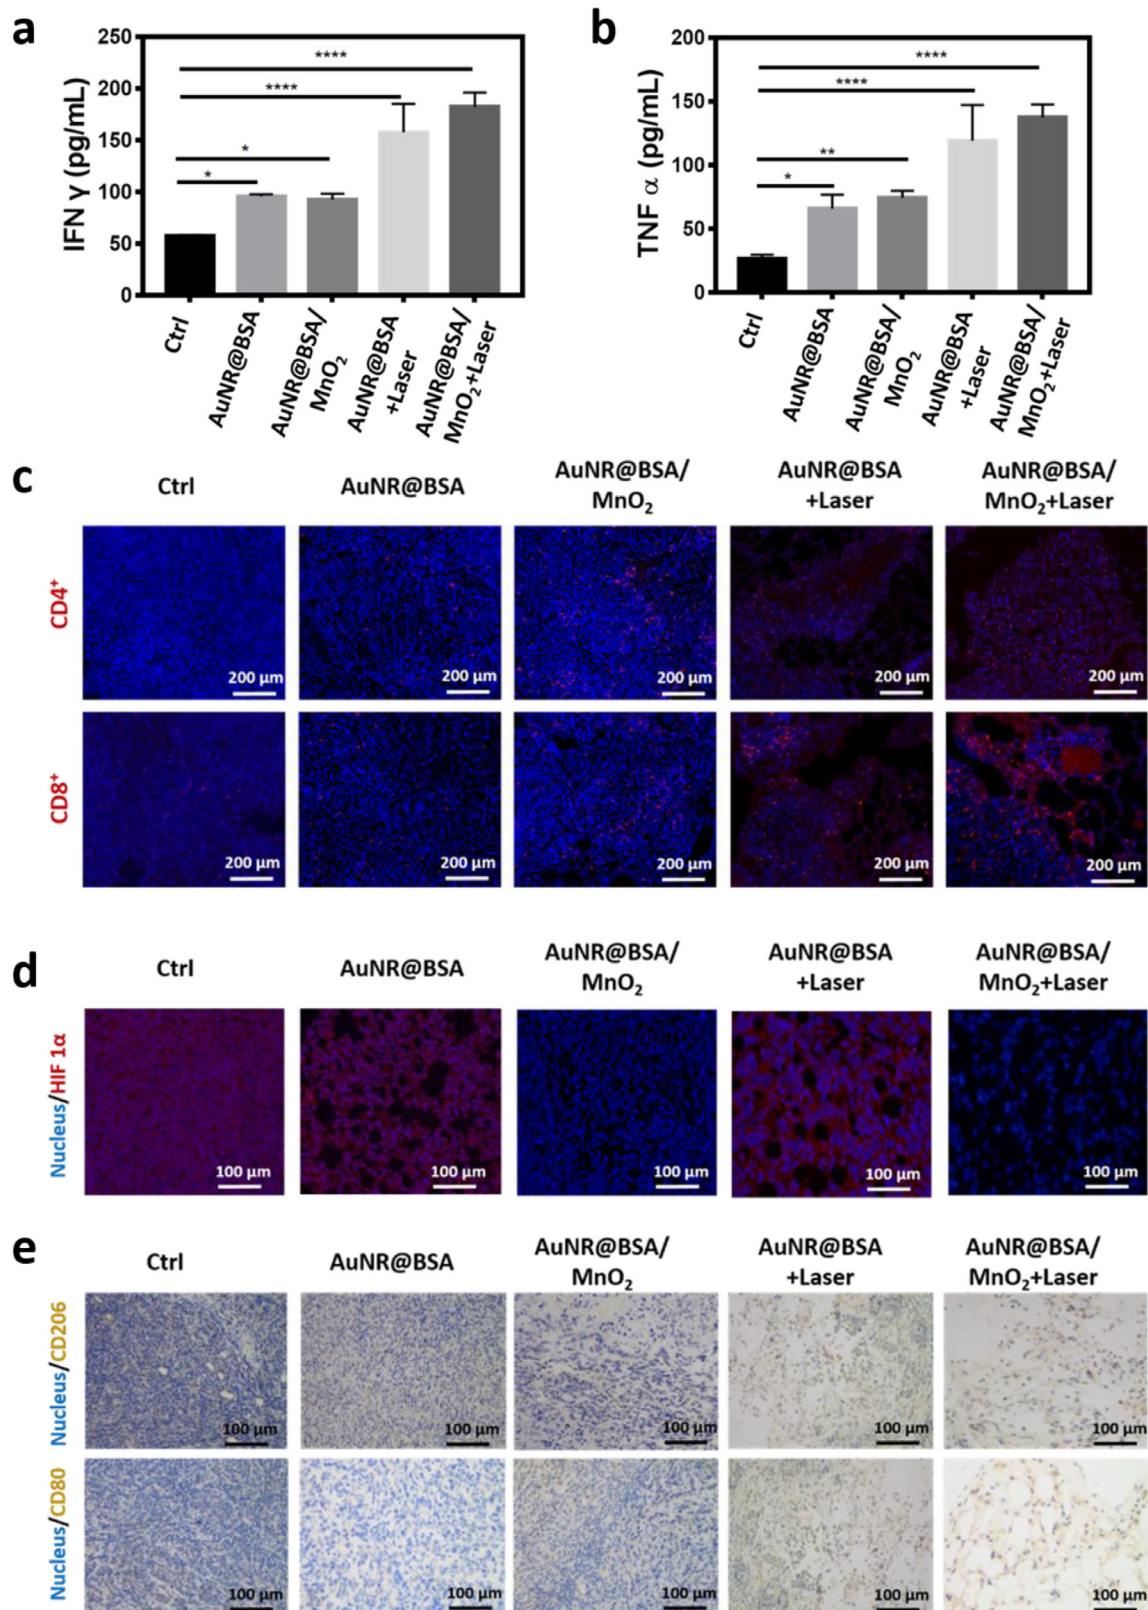 a
IFN γ (pg/mL)
250
200
150
100
50
0
****
****
*
*
Ctrl
AuNR@BSA
AuNR@BSA/
MnO₂
AuNR@BSA
+Laser
AuNR@BSA/
MnO₂+Laser
b
TNF α (pg/mL)
200
150
100
50
0
****
****
**
*
Ctrl
AuNR@BSA
AuNR@BSA/
MnO₂
AuNR@BSA
+Laser
AuNR@BSA/
MnO₂+Laser
c
Ctrl
AuNR@BSA
AuNR@BSA/
MnO₂
AuNR@BSA
+Laser
AuNR@BSA/
MnO₂+Laser
CD4⁺
200 µm
200 µm
200 µm
200 µm
200 µm
CD8⁺
200 µm
200 µm
200 µm
200 µm
200 µm
d
Ctrl
AuNR@BSA
AuNR@BSA/
MnO₂
AuNR@BSA
+Laser
AuNR@BSA/
MnO₂+Laser
Nucleus/HIF 1α
100 µm
100 µm
100 µm
100 µm
100 µm
e
Ctrl
AuNR@BSA
AuNR@BSA/
MnO₂
AuNR@BSA
+Laser
AuNR@BSA/
MnO₂+Laser
Nucleus/CD206
100 µm
100 µm
100 µm
100 µm
100 µm
Nucleus/CD80
100 µm
100 µm
100 µm
100 µm
100 µm